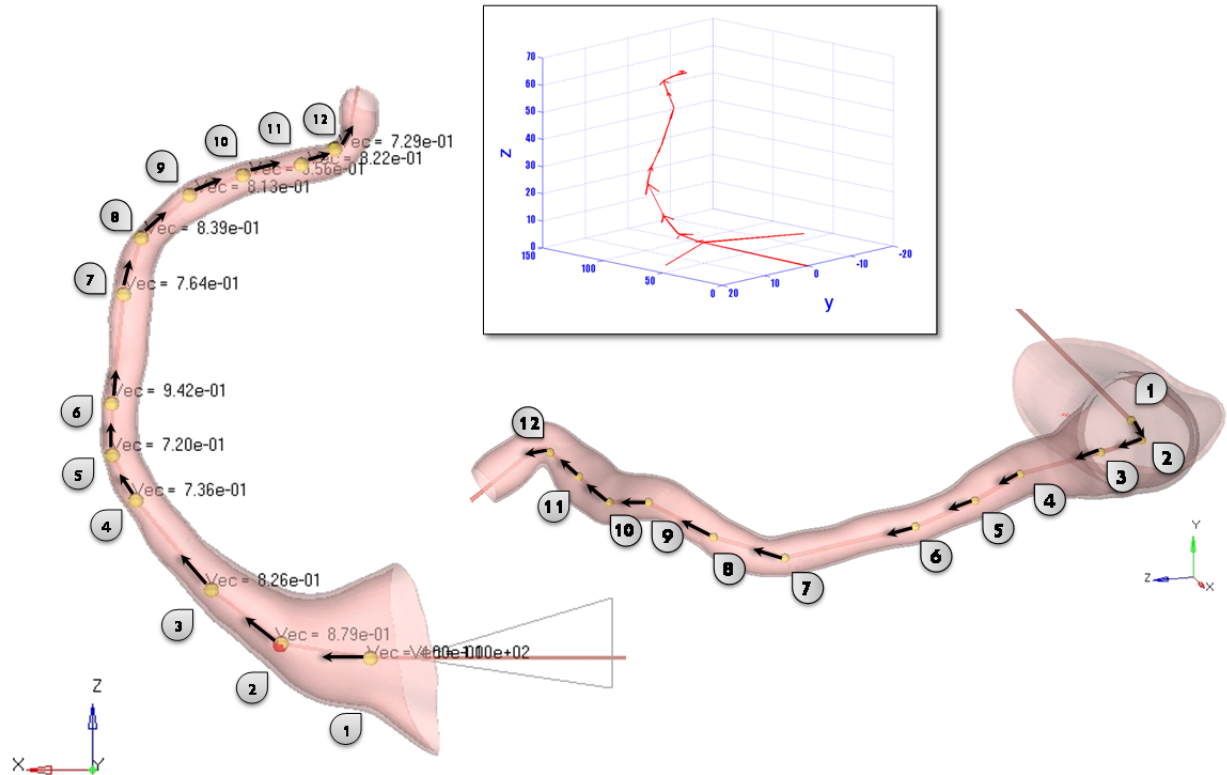 12
11
10
9
8
7
6
5
4
3
2
1
Vec = 7.29e-01
8.22e-01
8.13e-01
Vec = 8.39e-01
Vec = 7.64e-01
Vec = 9.42e-01
Vec = 7.20e-01
Vec = 7.36e-01
Vec = 8.26e-01
Vec = 8.79e-01
Vec =
Z
X
Y
z
70
60
50
40
30
20
10
0
150
100
50
0
20
10
0
-10
-20
y
1
2
3
4
5
6
7
8
9
10
11
12
Y
Z
X